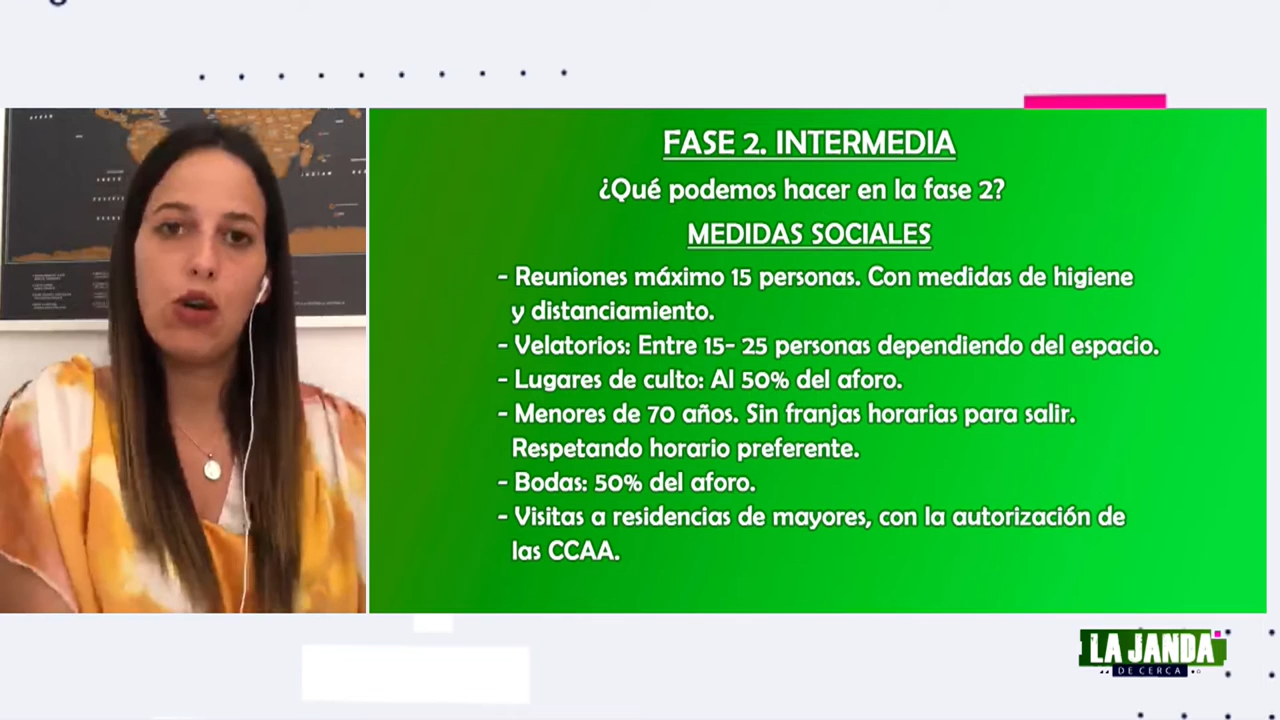 FASE 2. INTERMEDIA
¿Qué podemos hacer en la fase 2?
MEDIDAS SOCIALES
- Reuniones máximo 15 personas. Con medidas de higiene
y distanciamiento.
- Velatorios: Entre 15- 25 personas dependiendo del espacio.
- Lugares de culto: Al 50% del aforo.
- Menores de 70 años. Sin franjas horarias para salir.
Respetando horario preferente.
- Bodas: 50% del aforo.
- Visitas a residencias de mayores, con la autorización de
las CCAA.
LA JANDA
DE CERCA